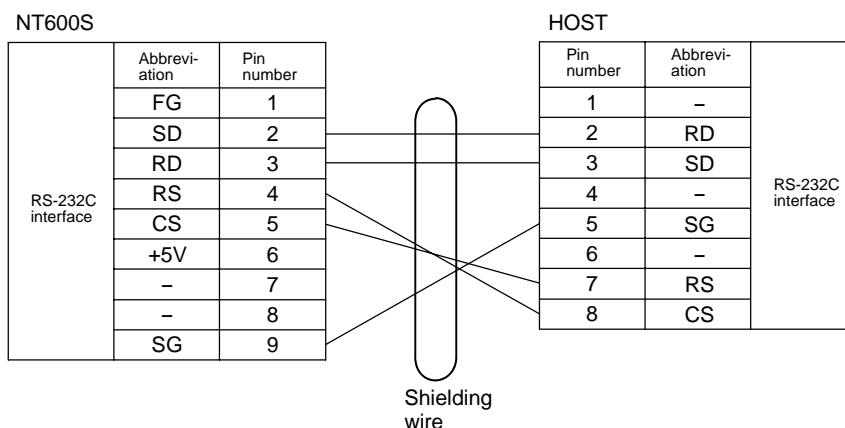 NT600S
HOST
Abbrevi-
ation
Pin
number
FG 1
SD 2
RD 3
RS 4
CS 5
+5V 6
– 7
– 8
SG 9
RS-232C
interface
Pin
number
Abbrevi-
ation
1 –
2 RD
3 SD
4 –
5 SG
6 –
7 RS
8 CS
RS-232C
interface
Shielding
wire